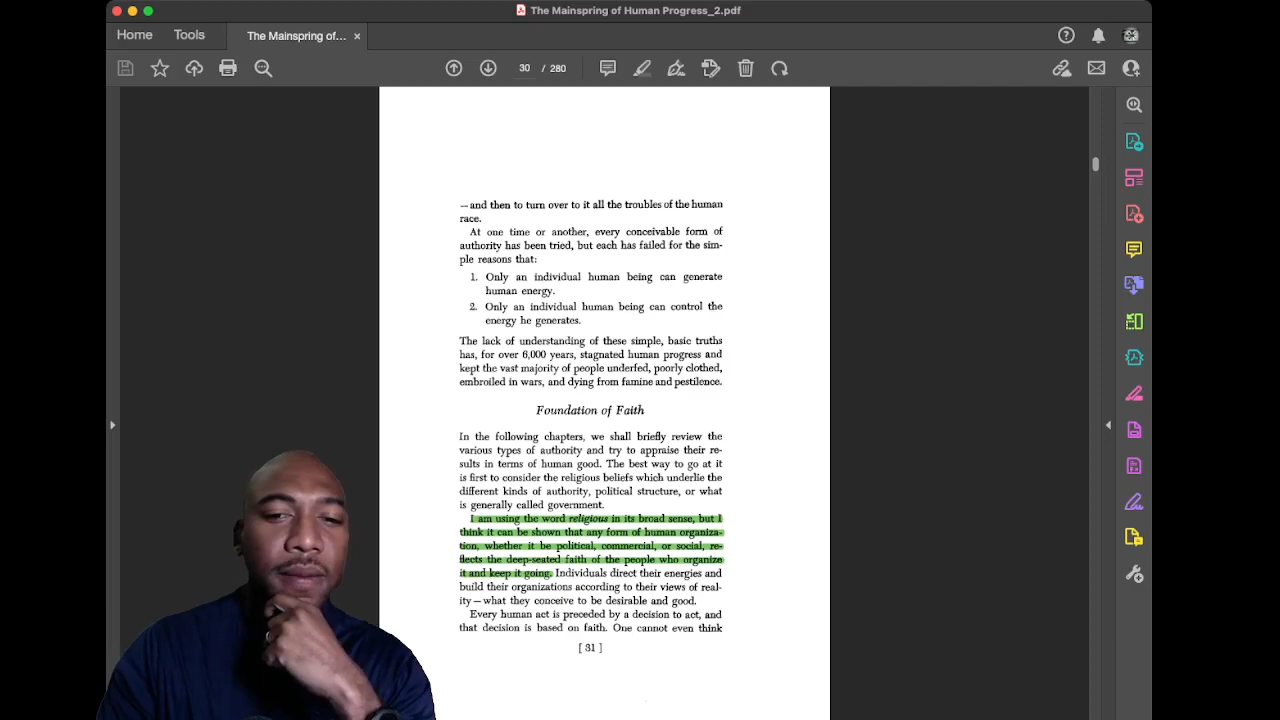 The Mainspring of Human Progress_2.pdf
Home
Tools
The Mainspring of...
30 / 280
—and then to turn over to it all the troubles of the human
race.
At one time or another, every conceivable form of
authority has been tried, but each has failed for the sim-
ple reasons that:
1. Only an individual human being can generate
human energy.
2. Only an individual human being can control the
energy he generates.
The lack of understanding of these simple, basic truths
has, for over 6,000 years, stagnated human progress and
kept the vast majority of people underfed, poorly clothed,
embroiled in wars, and dying from famine and pestilence.
Foundation of Faith
In the following chapters, we shall briefly review the
various types of authority and try to appraise their re-
sults in terms of human good. The best way to go at it
is first to consider the religious beliefs which underlie the
different kinds of authority, political structure, or what
is generally called government.
I am using the word religious in its broad sense, but I
think it can be shown that any form of human organiza-
tion, whether it be political, commercial, or social, re-
flects the deep-seated faith of the people who organize
it and keep it going. Individuals direct their energies and
build their organizations according to their views of real-
ity—what they conceive to be desirable and good.
Every human act is preceded by a decision to act, and
that decision is based on faith. One cannot even think
[ 31 ]